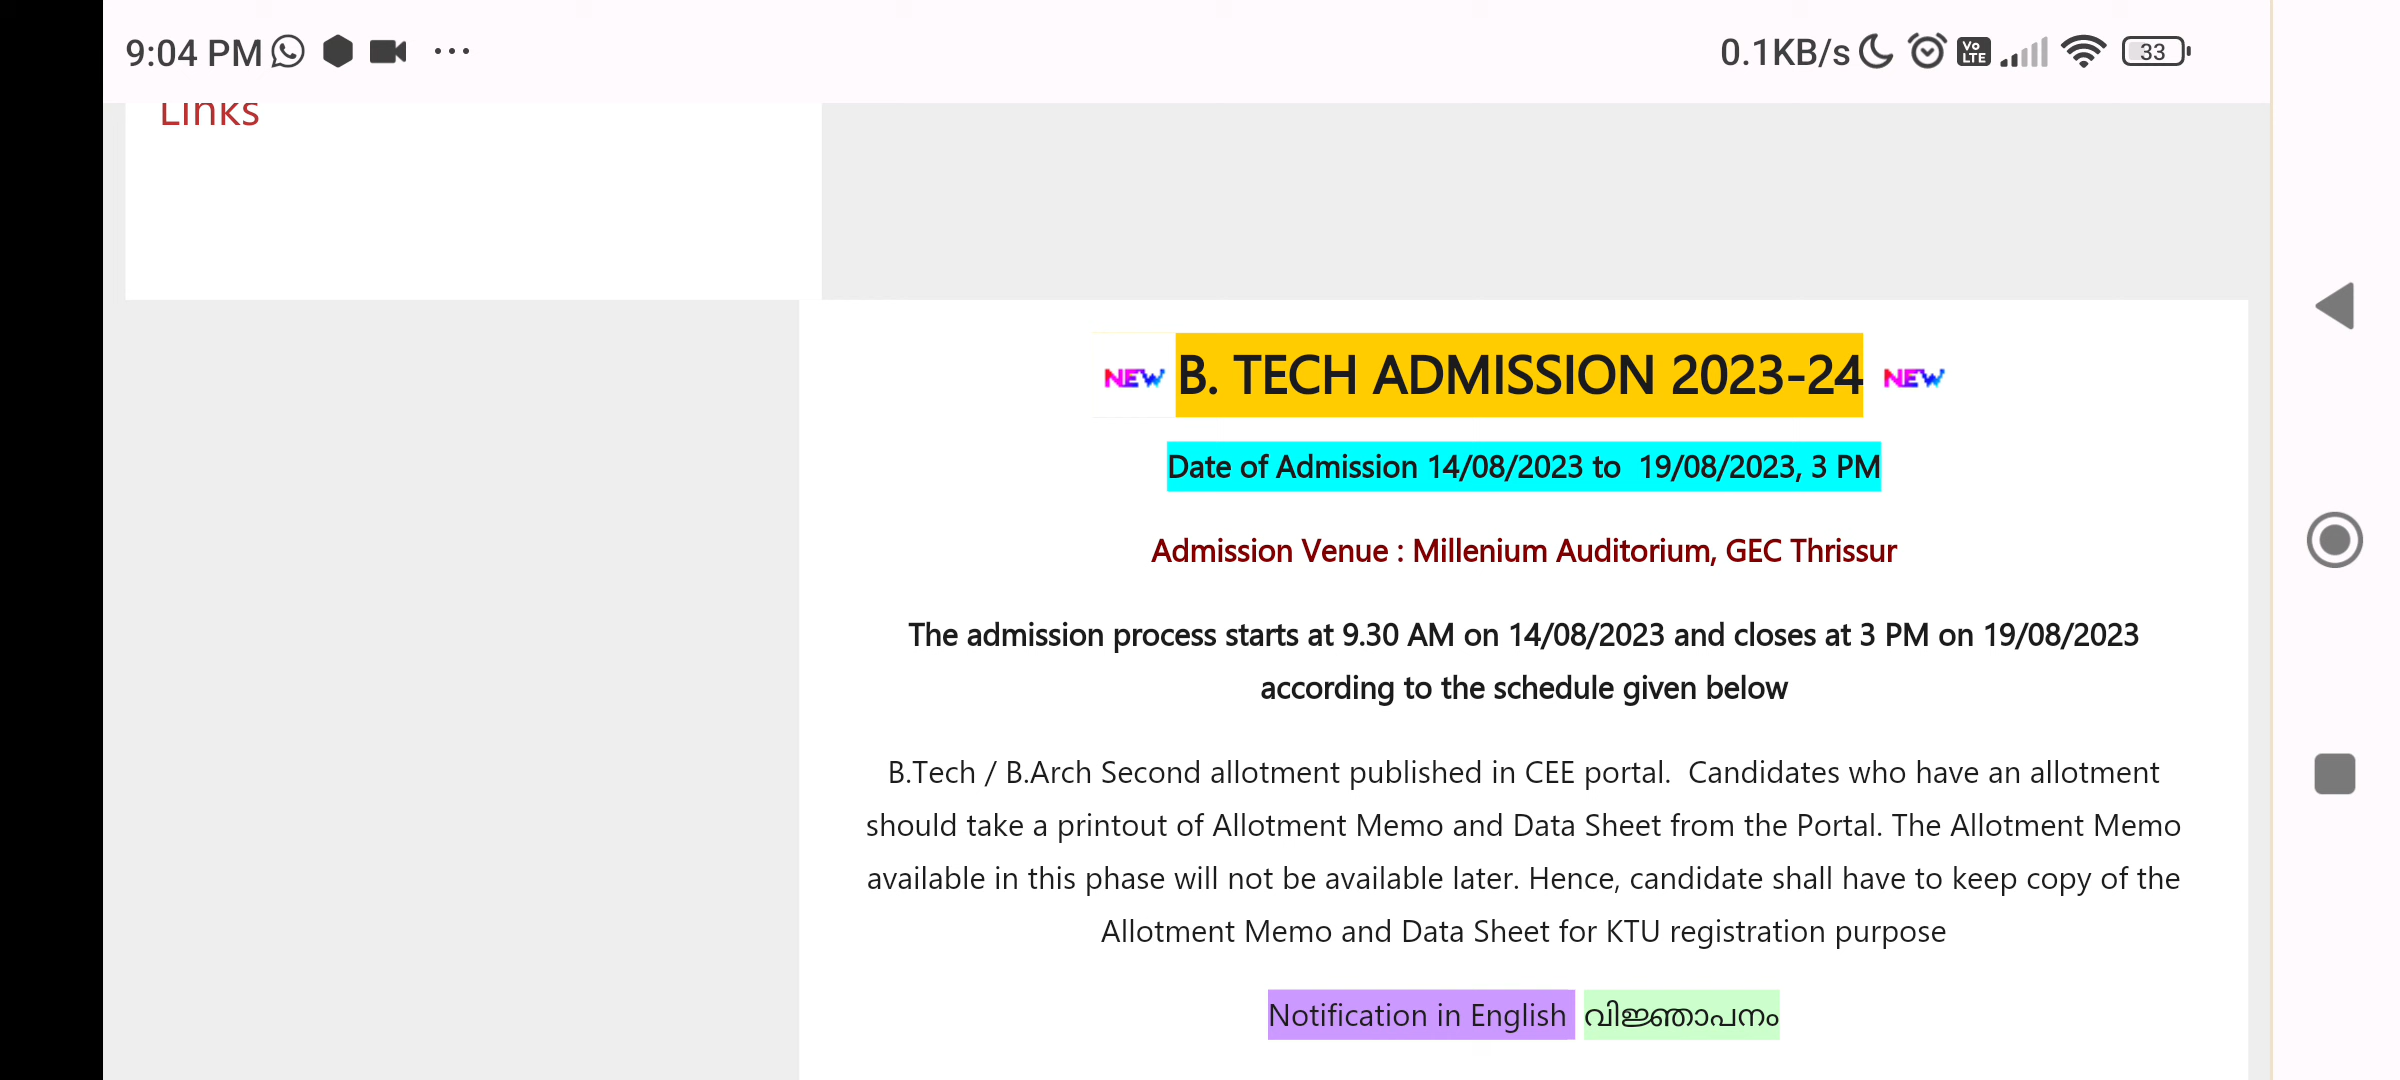 9:04 PM
0.1KB/s
Vo LTE
33
Links
NEW B. TECH ADMISSION 2023-24 NEW
Date of Admission 14/08/2023 to  19/08/2023, 3 PM
Admission Venue : Millenium Auditorium, GEC Thrissur
The admission process starts at 9.30 AM on 14/08/2023 and closes at 3 PM on 19/08/2023
according to the schedule given below
B.Tech / B.Arch Second allotment published in CEE portal.  Candidates who have an allotment
should take a printout of Allotment Memo and Data Sheet from the Portal. The Allotment Memo
available in this phase will not be available later. Hence, candidate shall have to keep copy of the
Allotment Memo and Data Sheet for KTU registration purpose
Notification in English വിജ്ഞാപനം